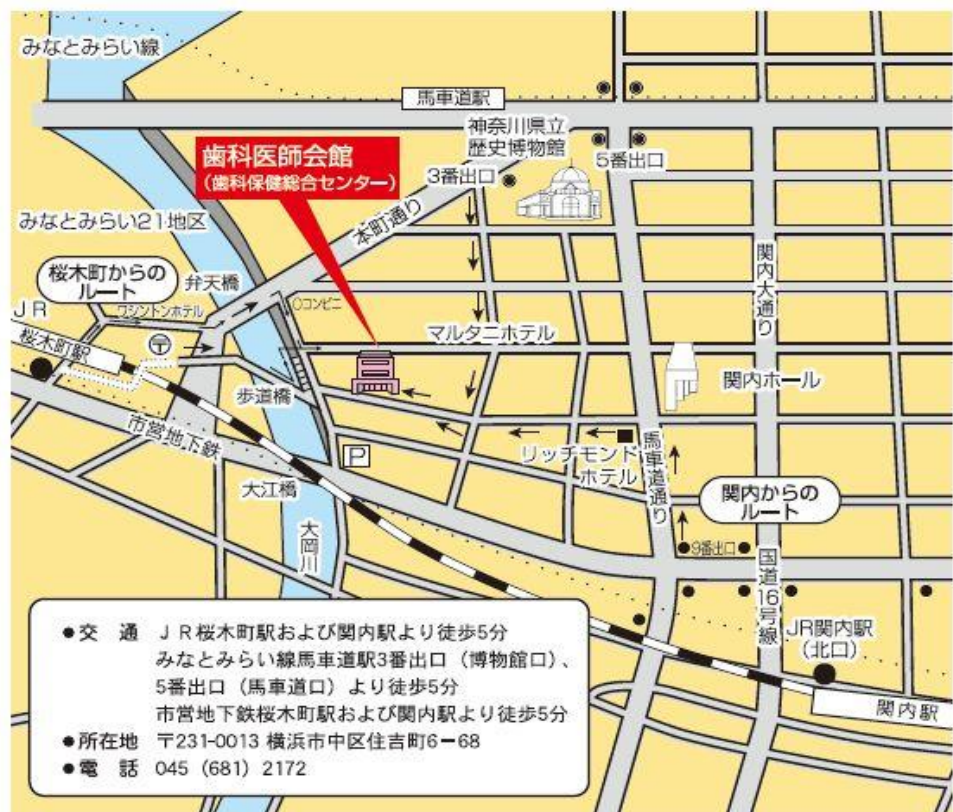 みなとみらい線
馬車道駅
神奈川県立
歴史博物館
歯科医師会館
(歯科保健総合センター)
3番出口
5番出口
みなとみらい21地区
本町通り
関内大通り
桜木町からの
ルート
弁天橋
ワシントンホテル
○コンビニ
マルタニホテル
JR
桜木町駅
〒
関内ホール
歩道橋
市営地下鉄
P
リッチモンド
ホテル
馬車道通り
大江橋
関内からの
ルート
大岡川
9番出口
国道16号線
JR関内駅
(北口)
関内駅
●交 通 JR桜木町駅および関内駅より徒歩5分
みなとみらい線馬車道駅3番出口(博物館口)、
5番出口(馬車道口)より徒歩5分
市営地下鉄桜木町駅および関内駅より徒歩5分
●所在地 〒231-0013 横浜市中区住吉町6-68
●電 話 045(681)2172